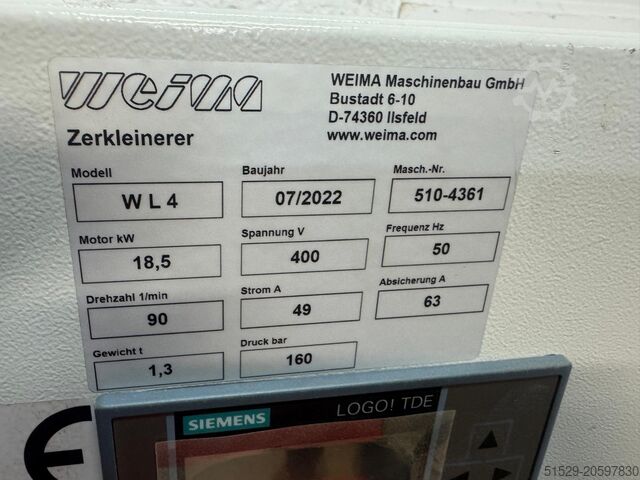 WEIMA
WEIMA Maschinenbau GmbH
Bustadt 6-10
D-74360 Ilsfeld
www.weima.com
Zerkleinerer
Modell Baujahr Masch.-Nr.
W L 4 07/2022 510-4361
Motor kW Spannung V Frequenz Hz
18,5 400 50
Drehzahl 1/min Strom A Absicherung A
90 49 63
Gewicht t Druck bar
1,3 160
SIEMENS LOGO! TDE
CE
51529-20597830